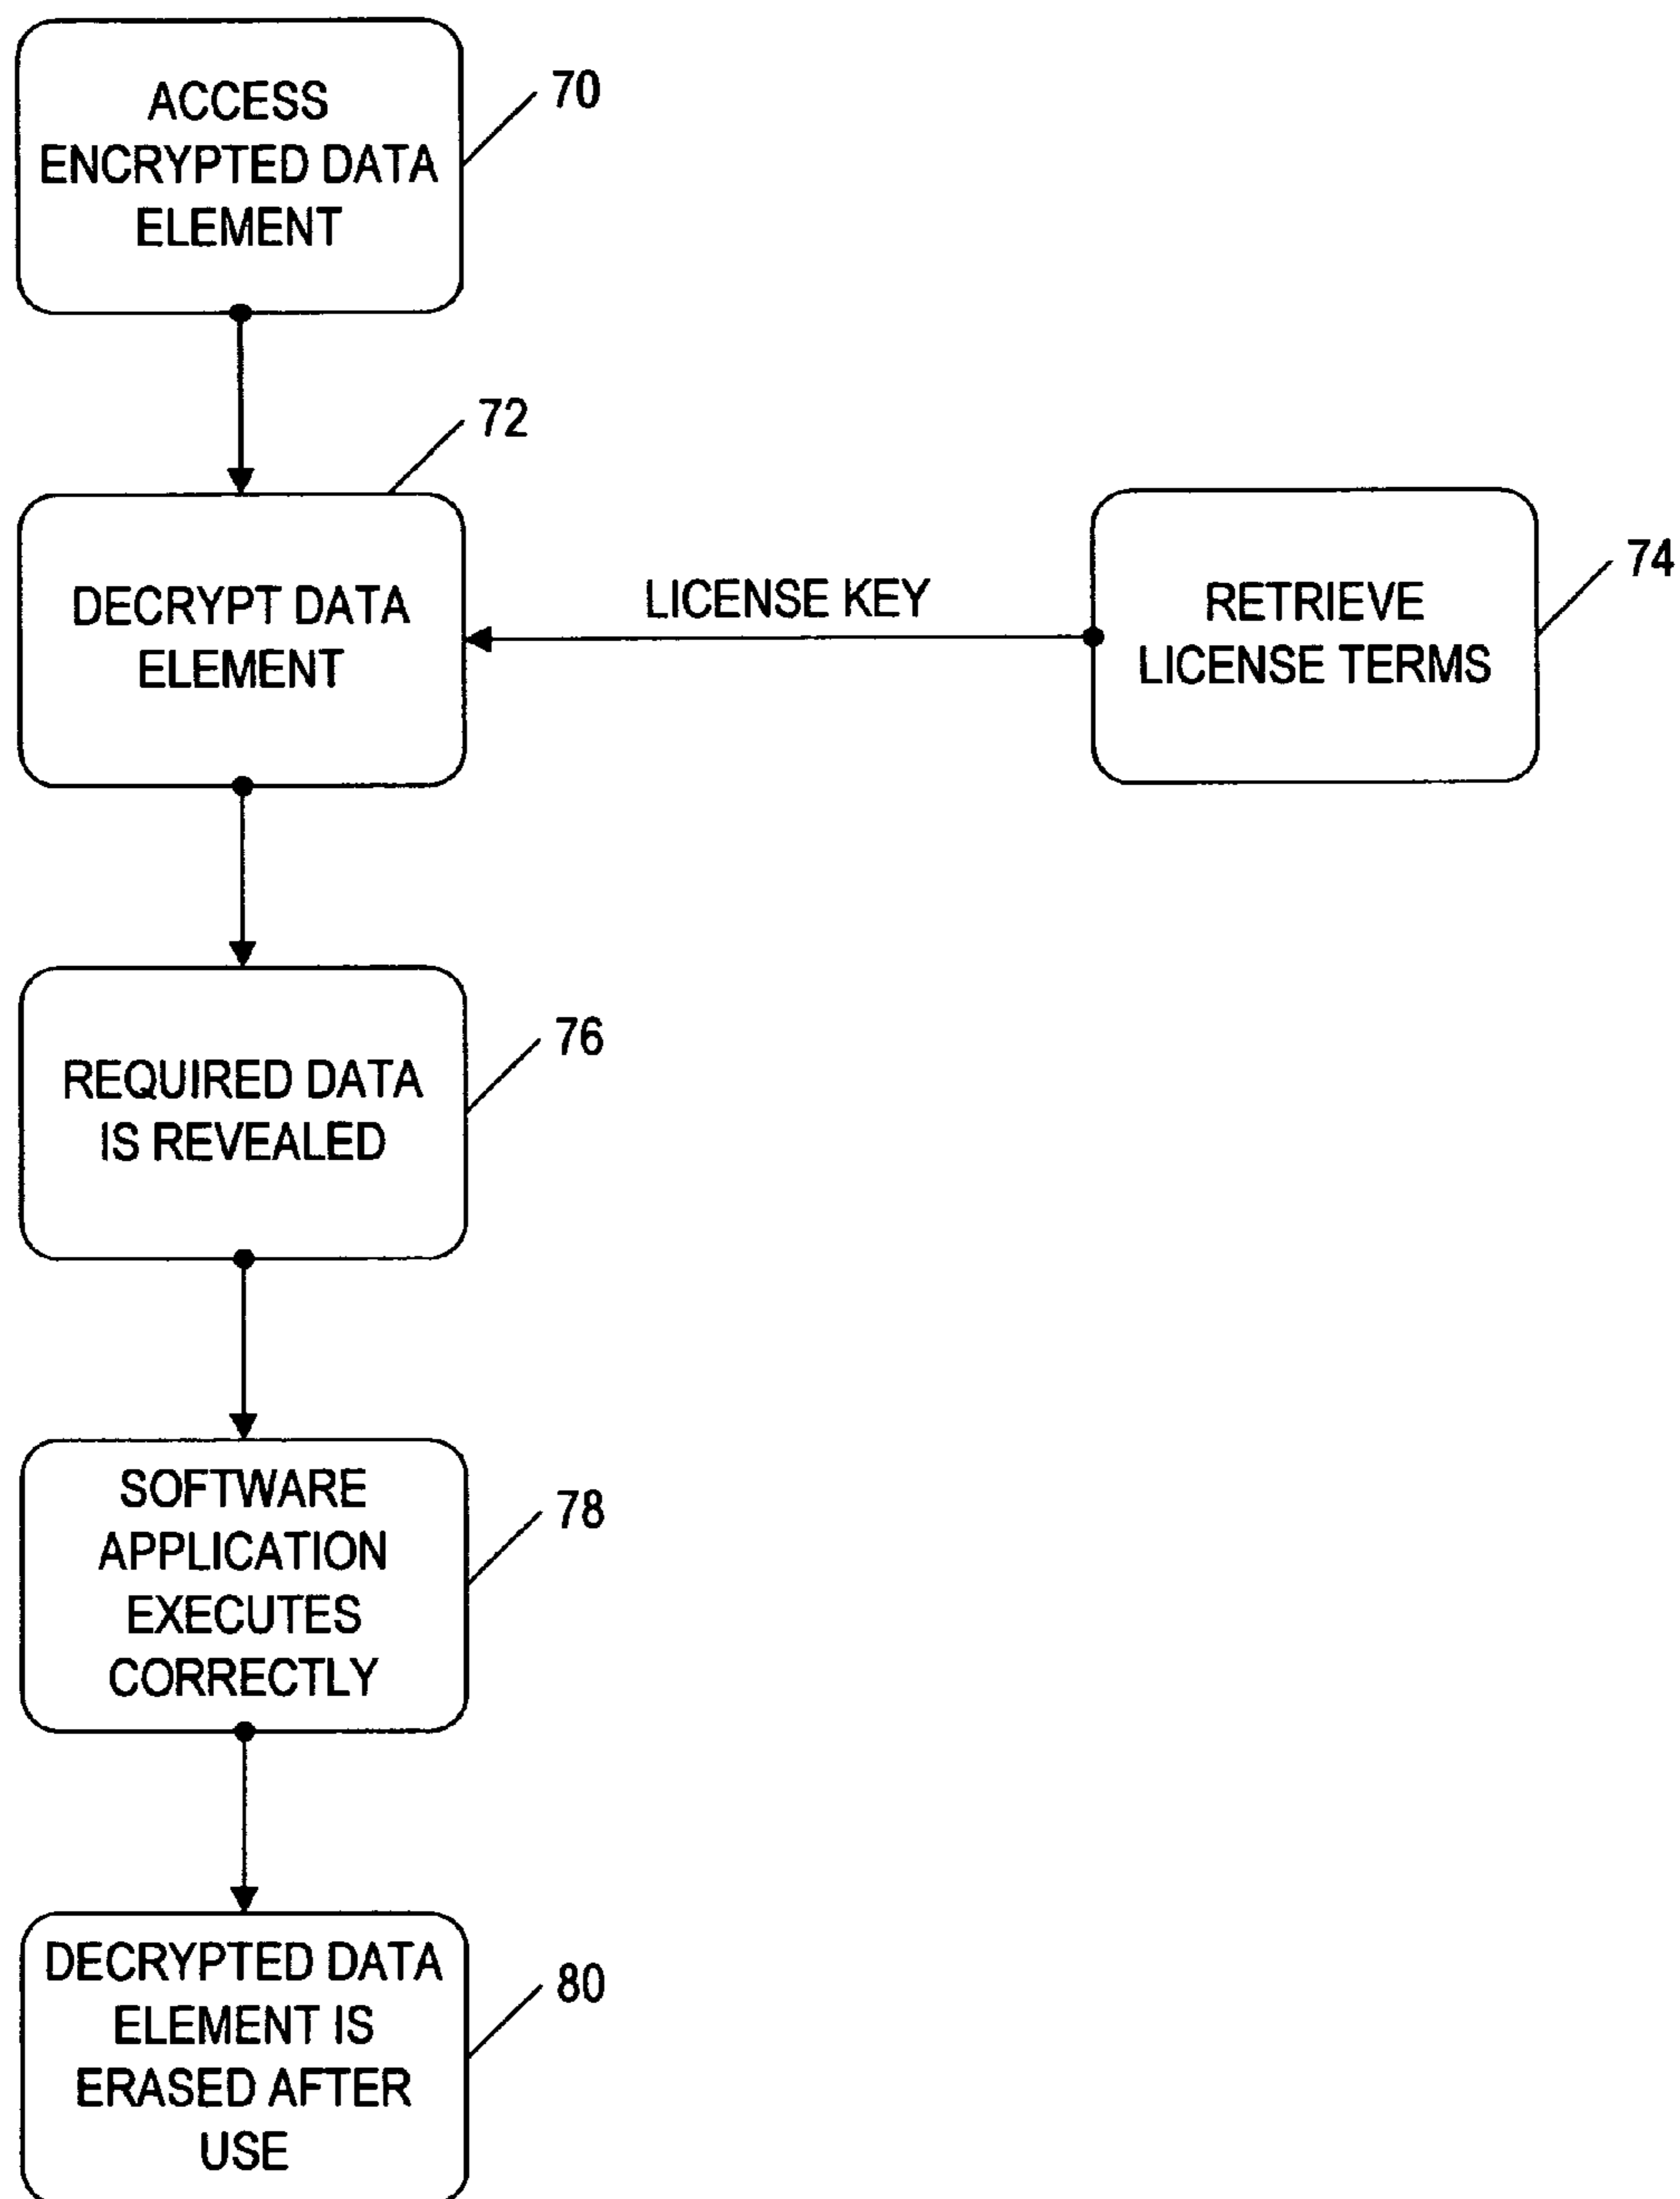 ACCESS
ENCRYPTED DATA
ELEMENT
70
72
DECRYPT DATA
ELEMENT
LICENSE KEY
RETRIEVE
LICENSE TERMS
74
REQUIRED DATA
IS REVEALED
76
SOFTWARE
APPLICATION
EXECUTES
CORRECTLY
78
DECRYPTED DATA
ELEMENT IS
ERASED AFTER
USE
80